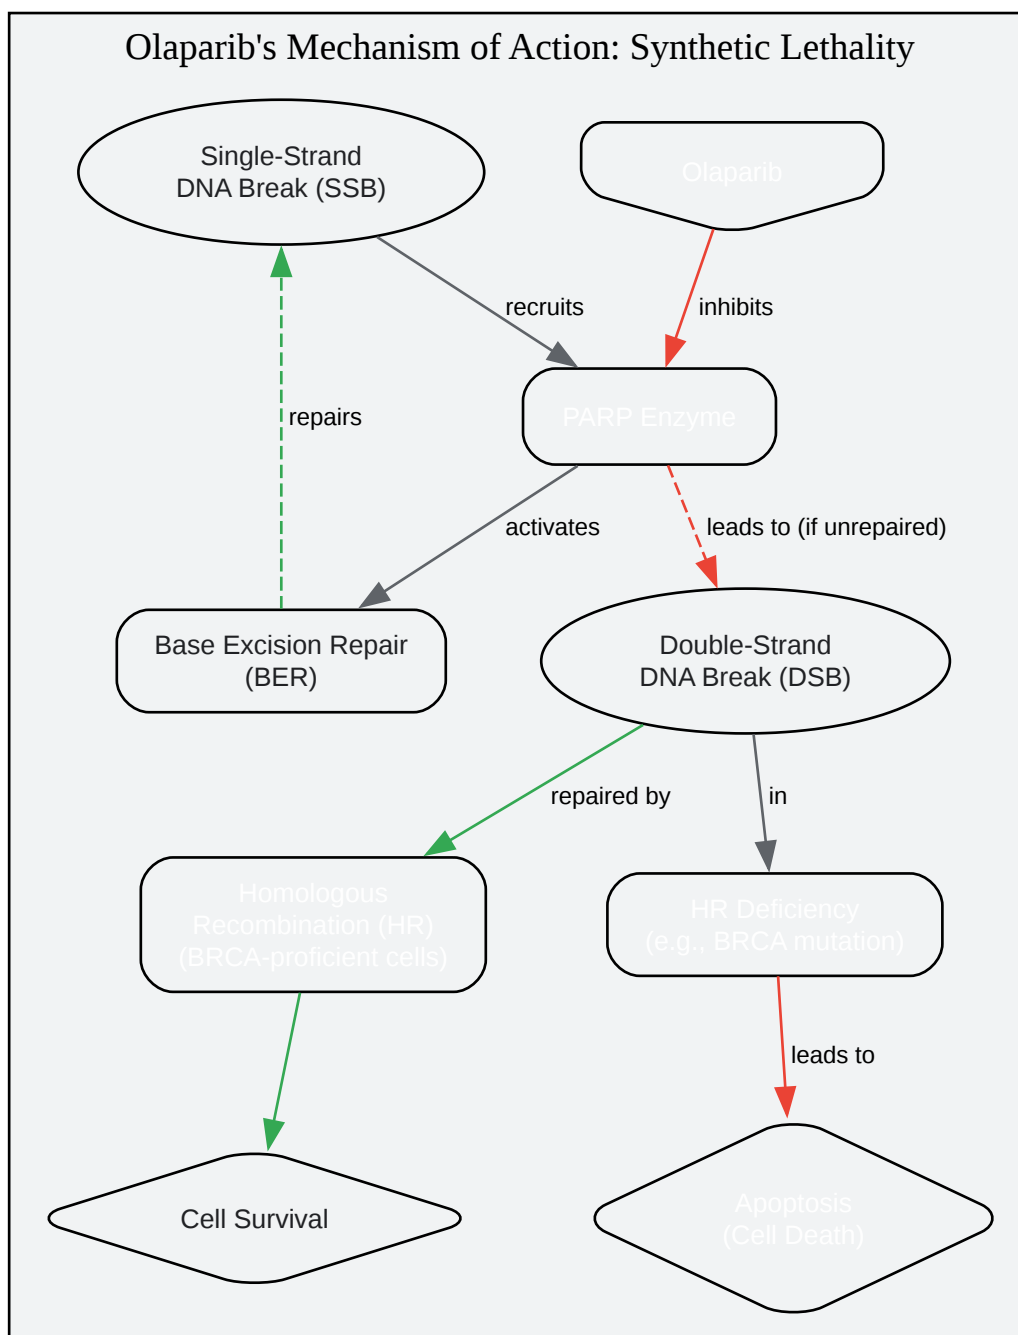 Olaparib's Mechanism of Action: Synthetic Lethality
Single-Strand
DNA Break (SSB)
Olaparib
recruits
inhibits
PARP Enzyme
repairs
activates
leads to (if unrepaired)
Base Excision Repair
(BER)
Double-Strand
DNA Break (DSB)
repaired by
in
Homologous
Recombination (HR)
(BRCA-proficient cells)
HR Deficiency
(e.g., BRCA mutation)
leads to
Cell Survival
Apoptosis
(Cell Death)